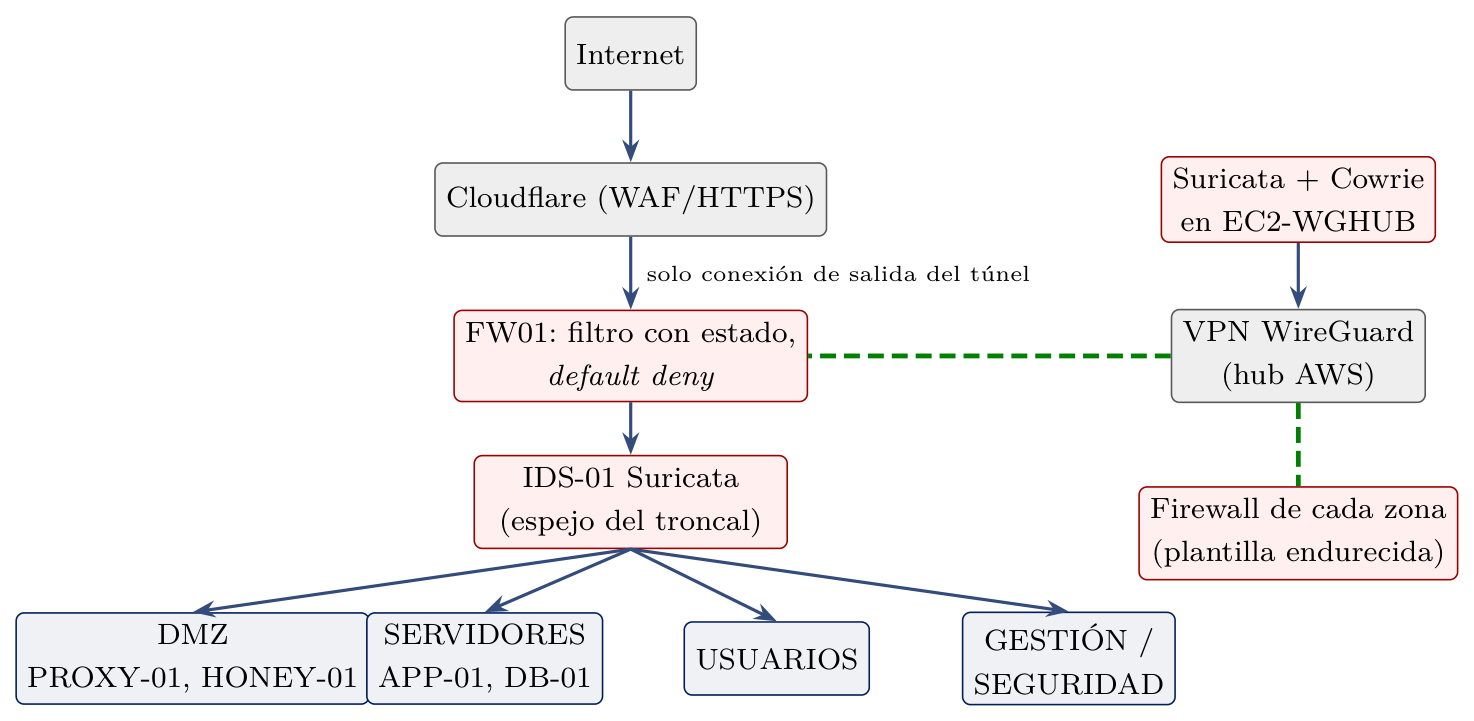 Internet
Cloudflare (WAF/HTTPS)
Suricata + Cowrie
en EC2-WGHUB
solo conexión de salida del túnel
FW01: filtro con estado,
default deny
VPN WireGuard
(hub AWS)
IDS-01 Suricata
(espejo del troncal)
Firewall de cada zona
(plantilla endurecida)
DMZ
PROXY-01, HONEY-01
SERVIDORES
APP-01, DB-01
USUARIOS
GESTIÓN /
SEGURIDAD